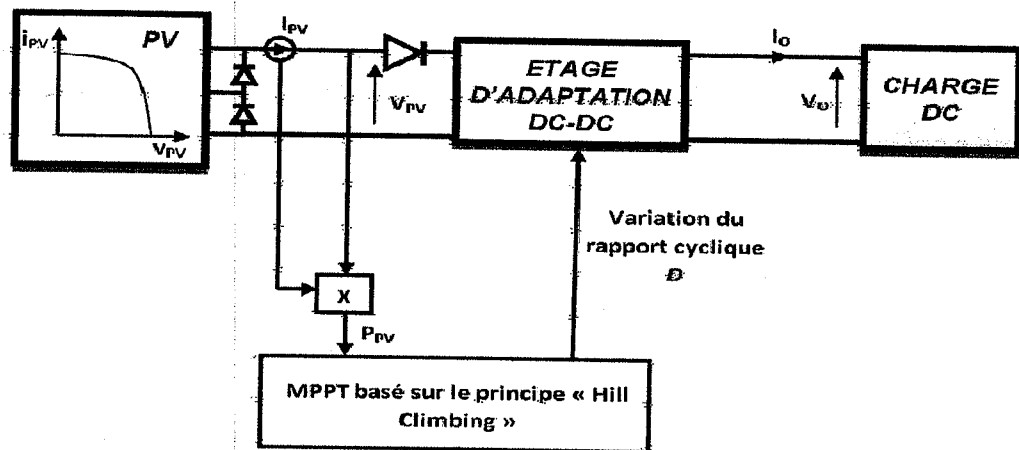 PV
iPV
VPV
IPV
VPV
ETAGE
D'ADAPTATION
DC-DC
Io
Vo
CHARGE
DC
Variation du
rapport cyclique
D
X
PPV
MPPT basé sur le principe « Hill
Climbing »